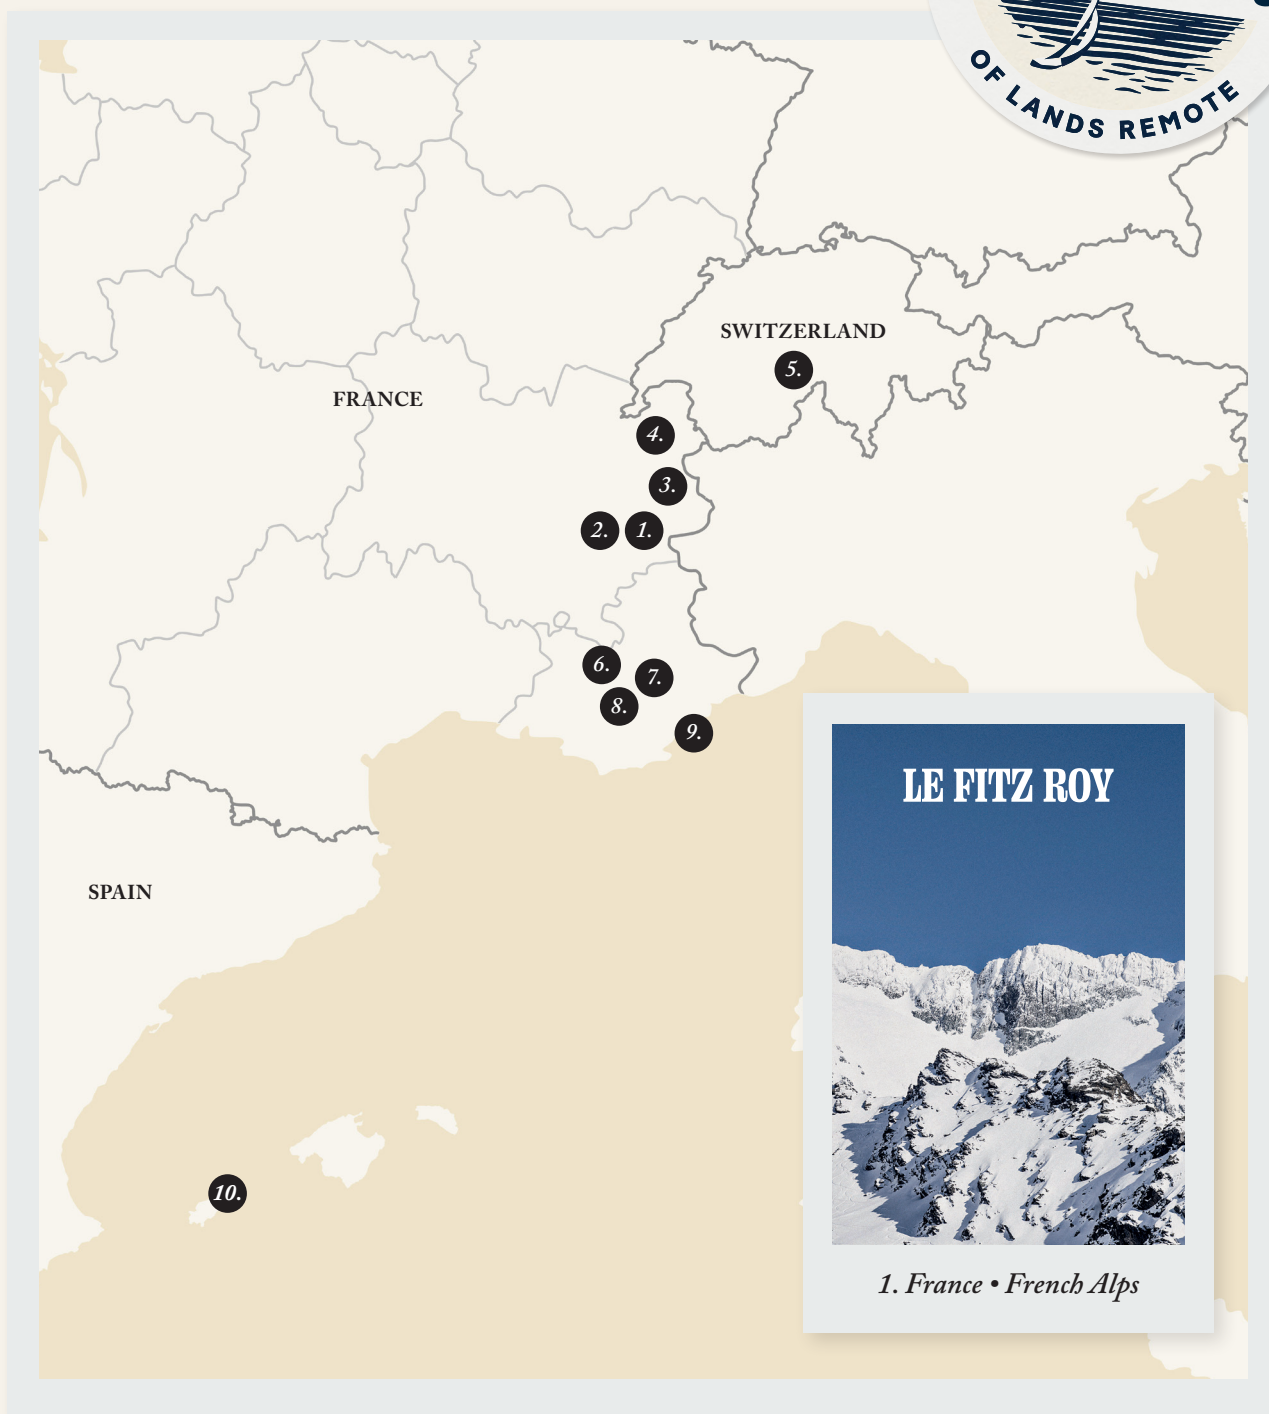 OF LANDS REMOTE
SWITZERLAND
5.
FRANCE
4.
3.
2.
1.
6.
7.
8.
9.
LE FITZ ROY
SPAIN
10.
1. France • French Alps